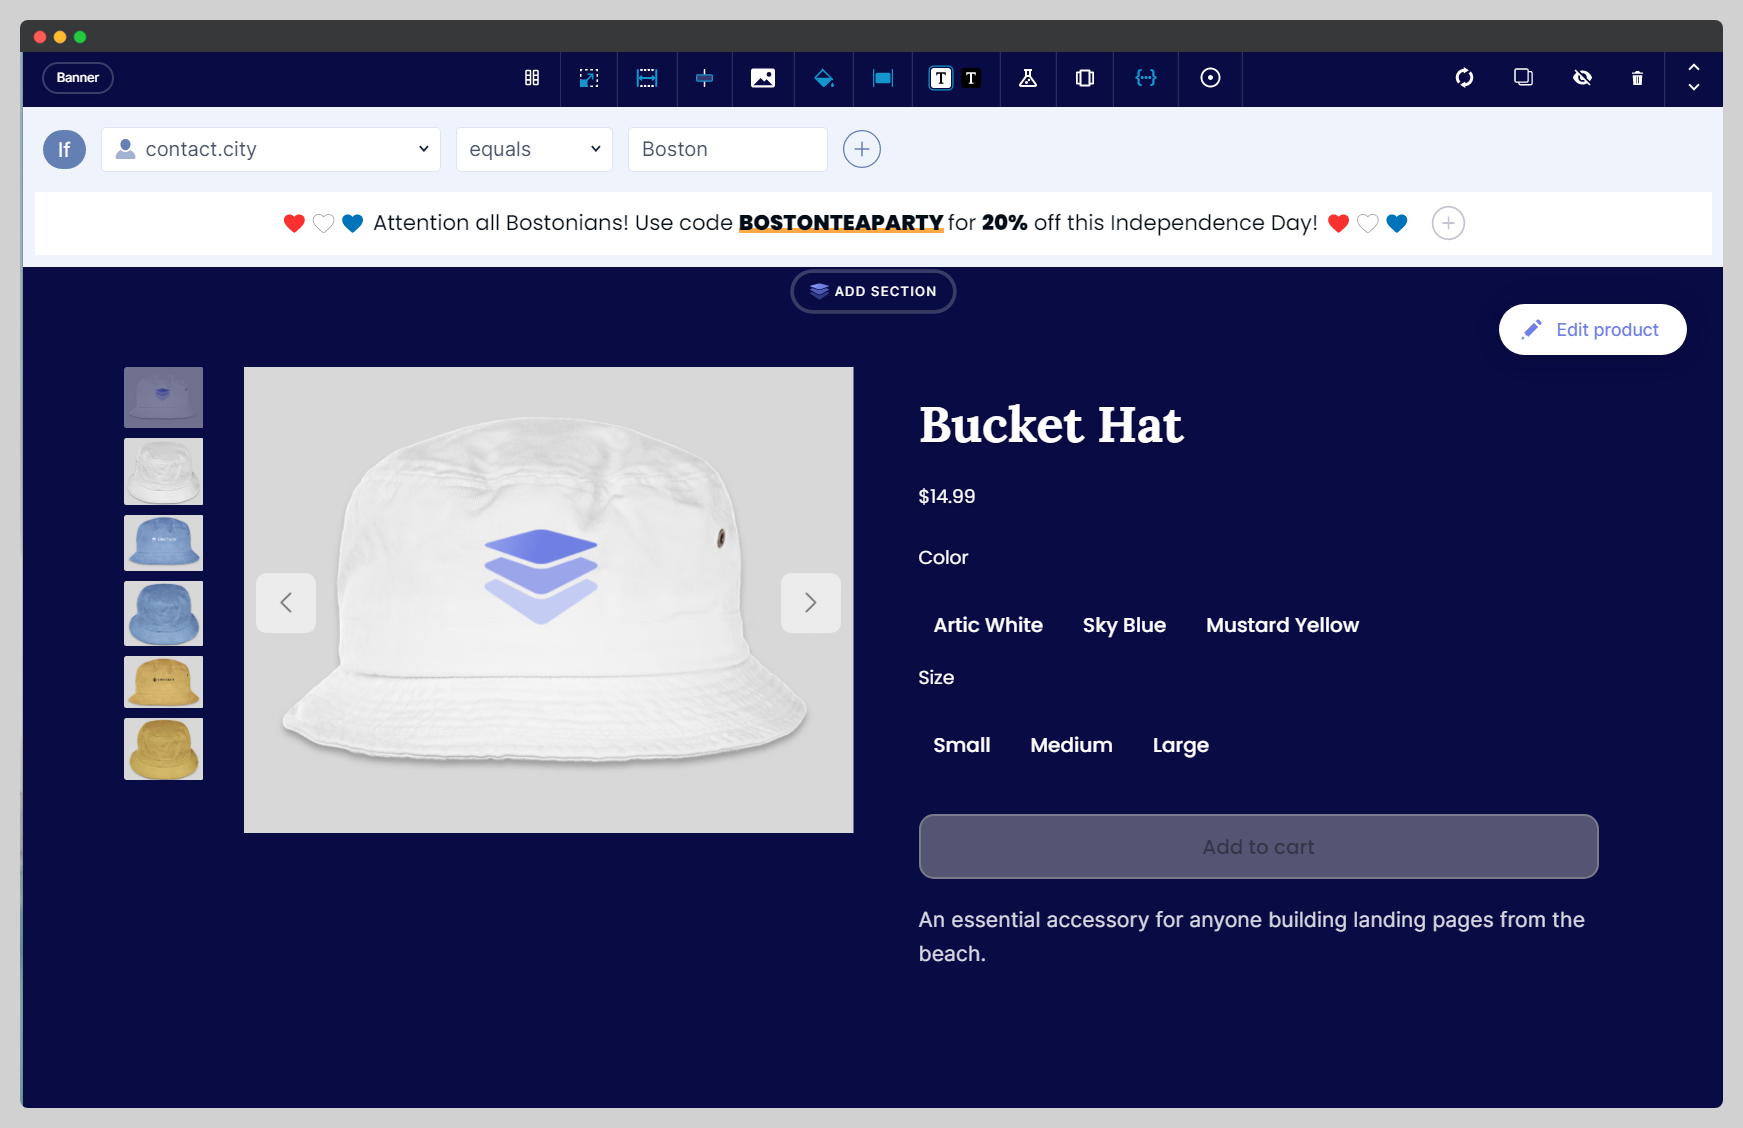 Banner
T T
If contact.city equals Boston
Attention all Bostonians! Use code BOSTONTEAPARTY for 20% off this Independence Day!
ADD SECTION
Edit product
Bucket Hat
$14.99
Color
Artic White Sky Blue Mustard Yellow
Size
Small Medium Large
Add to cart
An essential accessory for anyone building landing pages from the
beach.